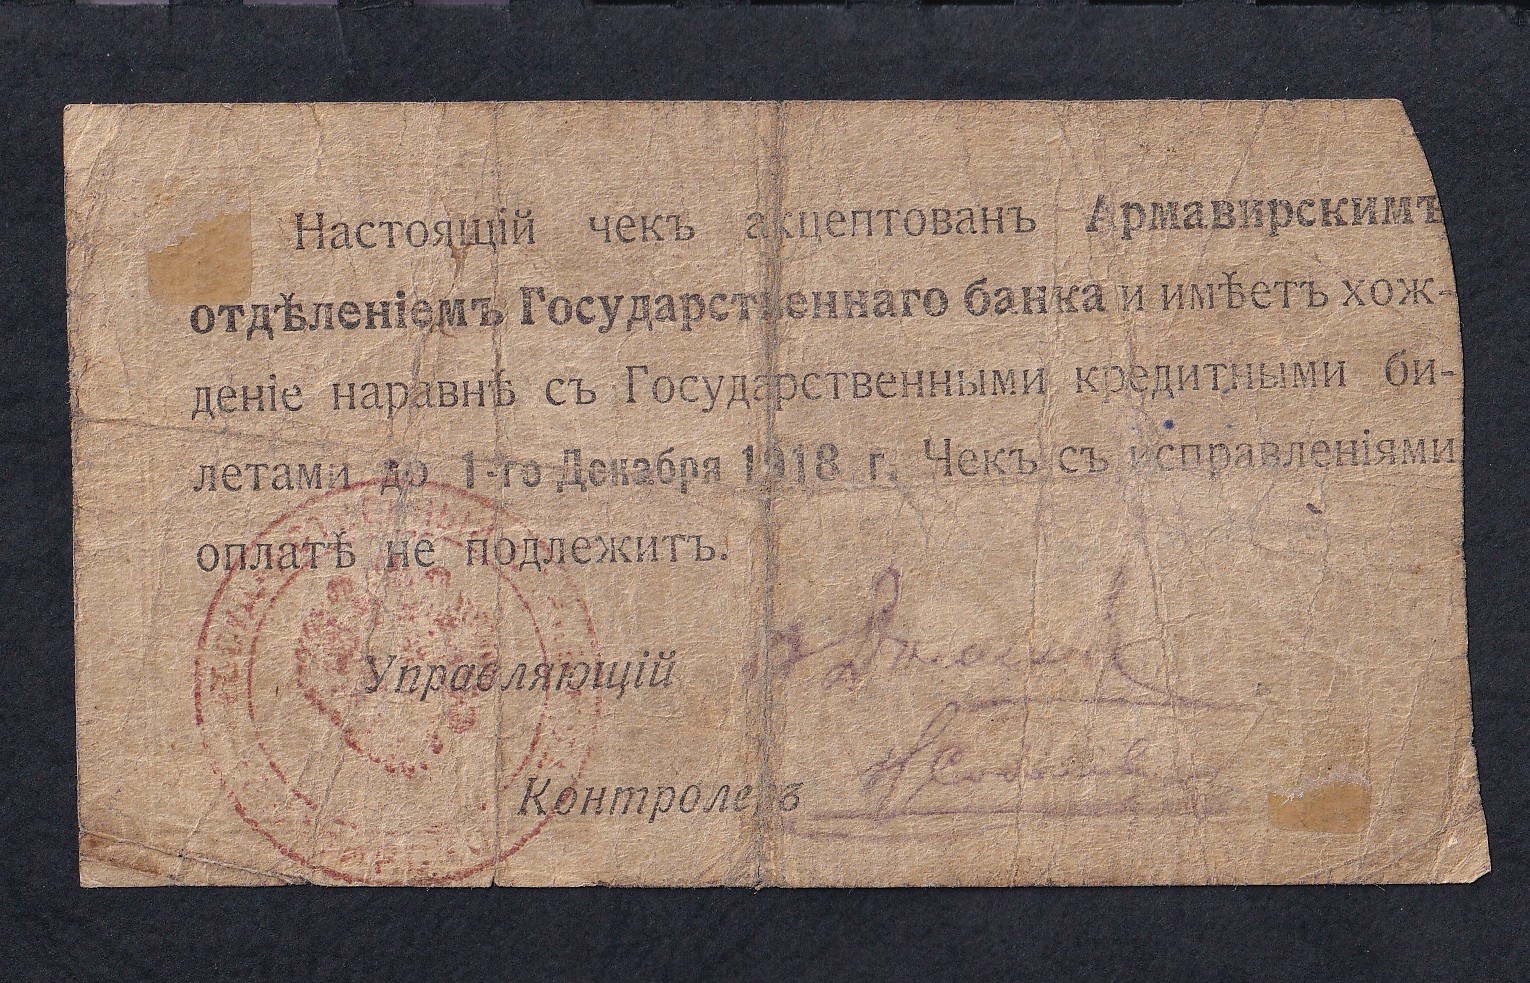 Настоящій чекъ акцептованъ Армавирскимъ
отдѣленіемъ Государственнаго банка и имѣетъ хож-
деніе наравнѣ съ Государственными кредитными би-
летами до 1-го Декабря 1918 г. Чекъ съ исправленіями
оплатѣ не подлежитъ.
Управляющій
Контролеръ